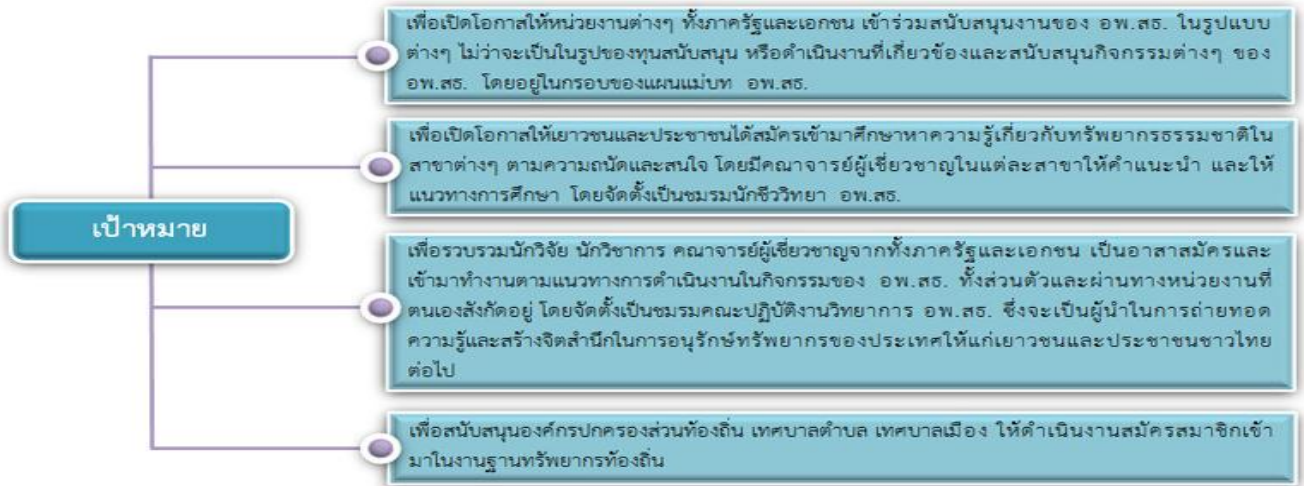 เพื่อเปิดโอกาสให้หน่วยงานต่างๆ ทั้งภาครัฐและเอกชน เข้าร่วมสนับสนุนงานของ อพ.สธ. ในรูปแบบ
ต่างๆ ไม่ว่าจะเป็นในรูปของทุนสนับสนุน หรือดำเนินงานที่เกี่ยวข้องและสนับสนุนกิจกรรมต่างๆ ของ
อพ.สธ. โดยอยู่ในกรอบของแผนแม่บท อพ.สธ.
เพื่อเปิดโอกาสให้เยาวชนและประชาชนได้สมัครเข้ามาศึกษาหาความรู้เกี่ยวกับทรัพยากรธรรมชาติใน
สาขาต่างๆ ตามความถนัดและสนใจ โดยมีคณาจารย์ผู้เชี่ยวชาญในแต่ละสาขาให้คำแนะนำ และให้
แนวทางการศึกษา โดยจัดตั้งเป็นชมรมนักชีววิทยา อพ.สธ.
เป้าหมาย
เพื่อรวบรวมนักวิจัย นักวิชาการ คณาจารย์ผู้เชี่ยวชาญจากทั้งภาครัฐและเอกชน เป็นอาสาสมัครและ
เข้ามาทำงานตามแนวทางการดำเนินงานในกิจกรรมของ อพ.สธ. ทั้งส่วนตัวและผ่านทางหน่วยงานที่
ตนเองสังกัดอยู่ โดยจัดตั้งเป็นชมรมคณะปฏิบัติงานวิทยาการ อพ.สธ. ซึ่งจะเป็นผู้นำในการถ่ายทอด
ความรู้และสร้างจิตสำนึกในการอนุรักษ์ทรัพยากรของประเทศให้แก่เยาวชนและประชาชนชาวไทย
ต่อไป
เพื่อสนับสนุนองค์กรปกครองส่วนท้องถิ่น เทศบาลตำบล เทศบาลเมือง ให้ดำเนินงานสมัครสมาชิกเข้า
มาในงานฐานทรัพยากรท้องถิ่น